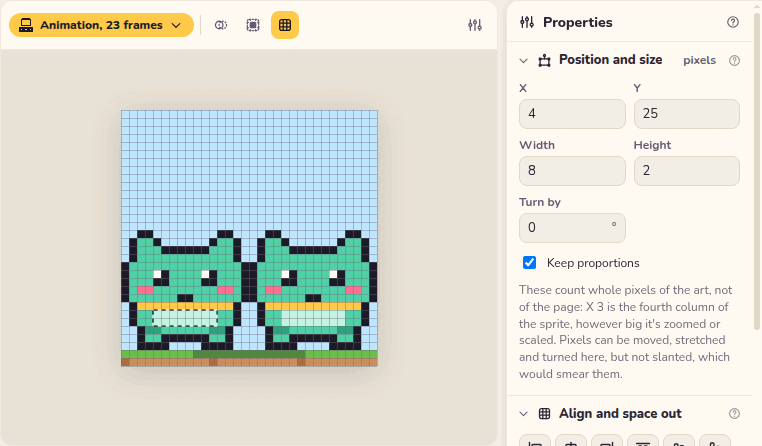 Animation, 23 frames
Properties
Position and size
pixels
X
Y
4
25
Width
Height
8
2
Turn by
0
°
Keep proportions
These count whole pixels of the art, not
of the page: X 3 is the fourth column of
the sprite, however big it's zoomed or
scaled. Pixels can be moved, stretched
and turned here, but not slanted, which
would smear them.
Align and space out